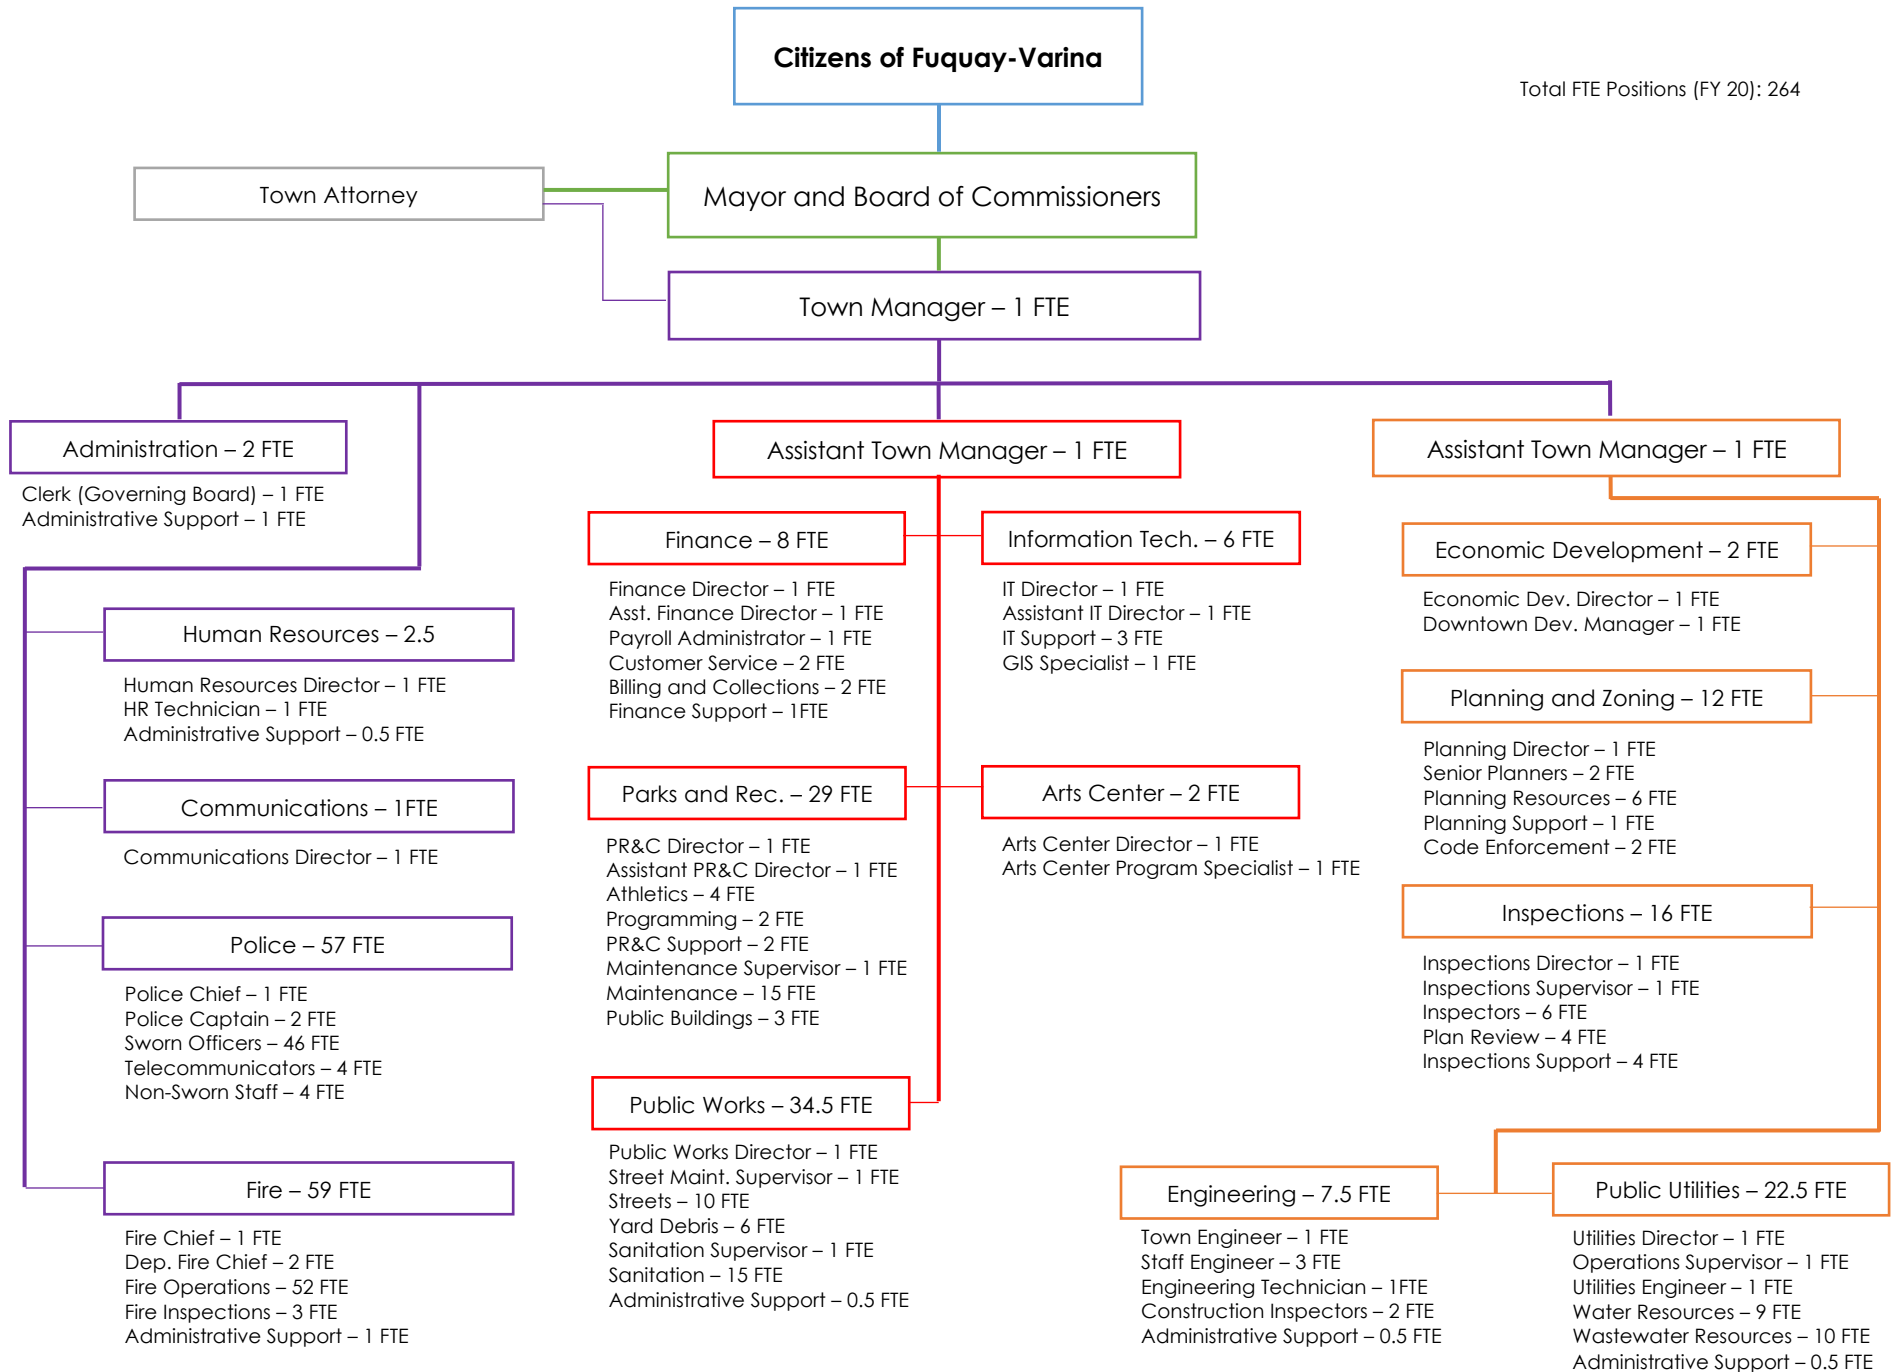 Citizens of Fuquay-Varina
Total FTE Positions (FY 20): 264
Town Attorney
Mayor and Board of Commissioners
Town Manager – 1 FTE
Administration – 2 FTE
Clerk (Governing Board) – 1 FTE
Administrative Support – 1 FTE
Human Resources – 2.5
Human Resources Director – 1 FTE
HR Technician – 1 FTE
Administrative Support – 0.5 FTE
Communications – 1FTE
Communications Director – 1 FTE
Police – 57 FTE
Police Chief – 1 FTE
Police Captain – 2 FTE
Sworn Officers – 46 FTE
Telecommunicators – 4 FTE
Non-Sworn Staff – 4 FTE
Fire – 59 FTE
Fire Chief – 1 FTE
Dep. Fire Chief – 2 FTE
Fire Operations – 52 FTE
Fire Inspections – 3 FTE
Administrative Support – 1 FTE
Assistant Town Manager – 1 FTE
Finance – 8 FTE
Finance Director – 1 FTE
Asst. Finance Director – 1 FTE
Payroll Administrator – 1 FTE
Customer Service – 2 FTE
Billing and Collections – 2 FTE
Finance Support – 1FTE
Information Tech. – 6 FTE
IT Director – 1 FTE
Assistant IT Director – 1 FTE
IT Support – 3 FTE
GIS Specialist – 1 FTE
Parks and Rec. – 29 FTE
PR&C Director – 1 FTE
Assistant PR&C Director – 1 FTE
Athletics – 4 FTE
Programming – 2 FTE
PR&C Support – 2 FTE
Maintenance Supervisor – 1 FTE
Maintenance – 15 FTE
Public Buildings – 3 FTE
Arts Center – 2 FTE
Arts Center Director – 1 FTE
Arts Center Program Specialist – 1 FTE
Public Works – 34.5 FTE
Public Works Director – 1 FTE
Street Maint. Supervisor – 1 FTE
Streets – 10 FTE
Yard Debris – 6 FTE
Sanitation Supervisor – 1 FTE
Sanitation – 15 FTE
Administrative Support – 0.5 FTE
Assistant Town Manager – 1 FTE
Economic Development – 2 FTE
Economic Dev. Director – 1 FTE
Downtown Dev. Manager – 1 FTE
Planning and Zoning – 12 FTE
Planning Director – 1 FTE
Senior Planners – 2 FTE
Planning Resources – 6 FTE
Planning Support – 1 FTE
Code Enforcement – 2 FTE
Inspections – 16 FTE
Inspections Director – 1 FTE
Inspections Supervisor – 1 FTE
Inspectors – 6 FTE
Plan Review – 4 FTE
Inspections Support – 4 FTE
Engineering – 7.5 FTE
Town Engineer – 1 FTE
Staff Engineer – 3 FTE
Engineering Technician – 1FTE
Construction Inspectors – 2 FTE
Administrative Support – 0.5 FTE
Public Utilities – 22.5 FTE
Utilities Director – 1 FTE
Operations Supervisor – 1 FTE
Utilities Engineer – 1 FTE
Water Resources – 9 FTE
Wastewater Resources – 10 FTE
Administrative Support – 0.5 FTE